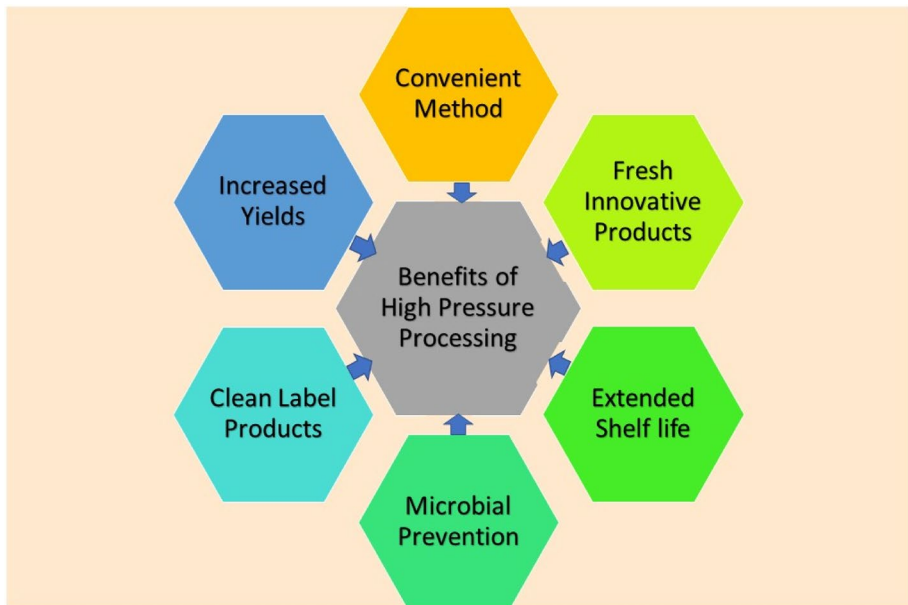 Convenient
Method
Increased
Yields
Fresh
Innovative
Products
Benefits of
High Pressure
Processing
Clean Label
Products
Extended
Shelf life
Microbial
Prevention